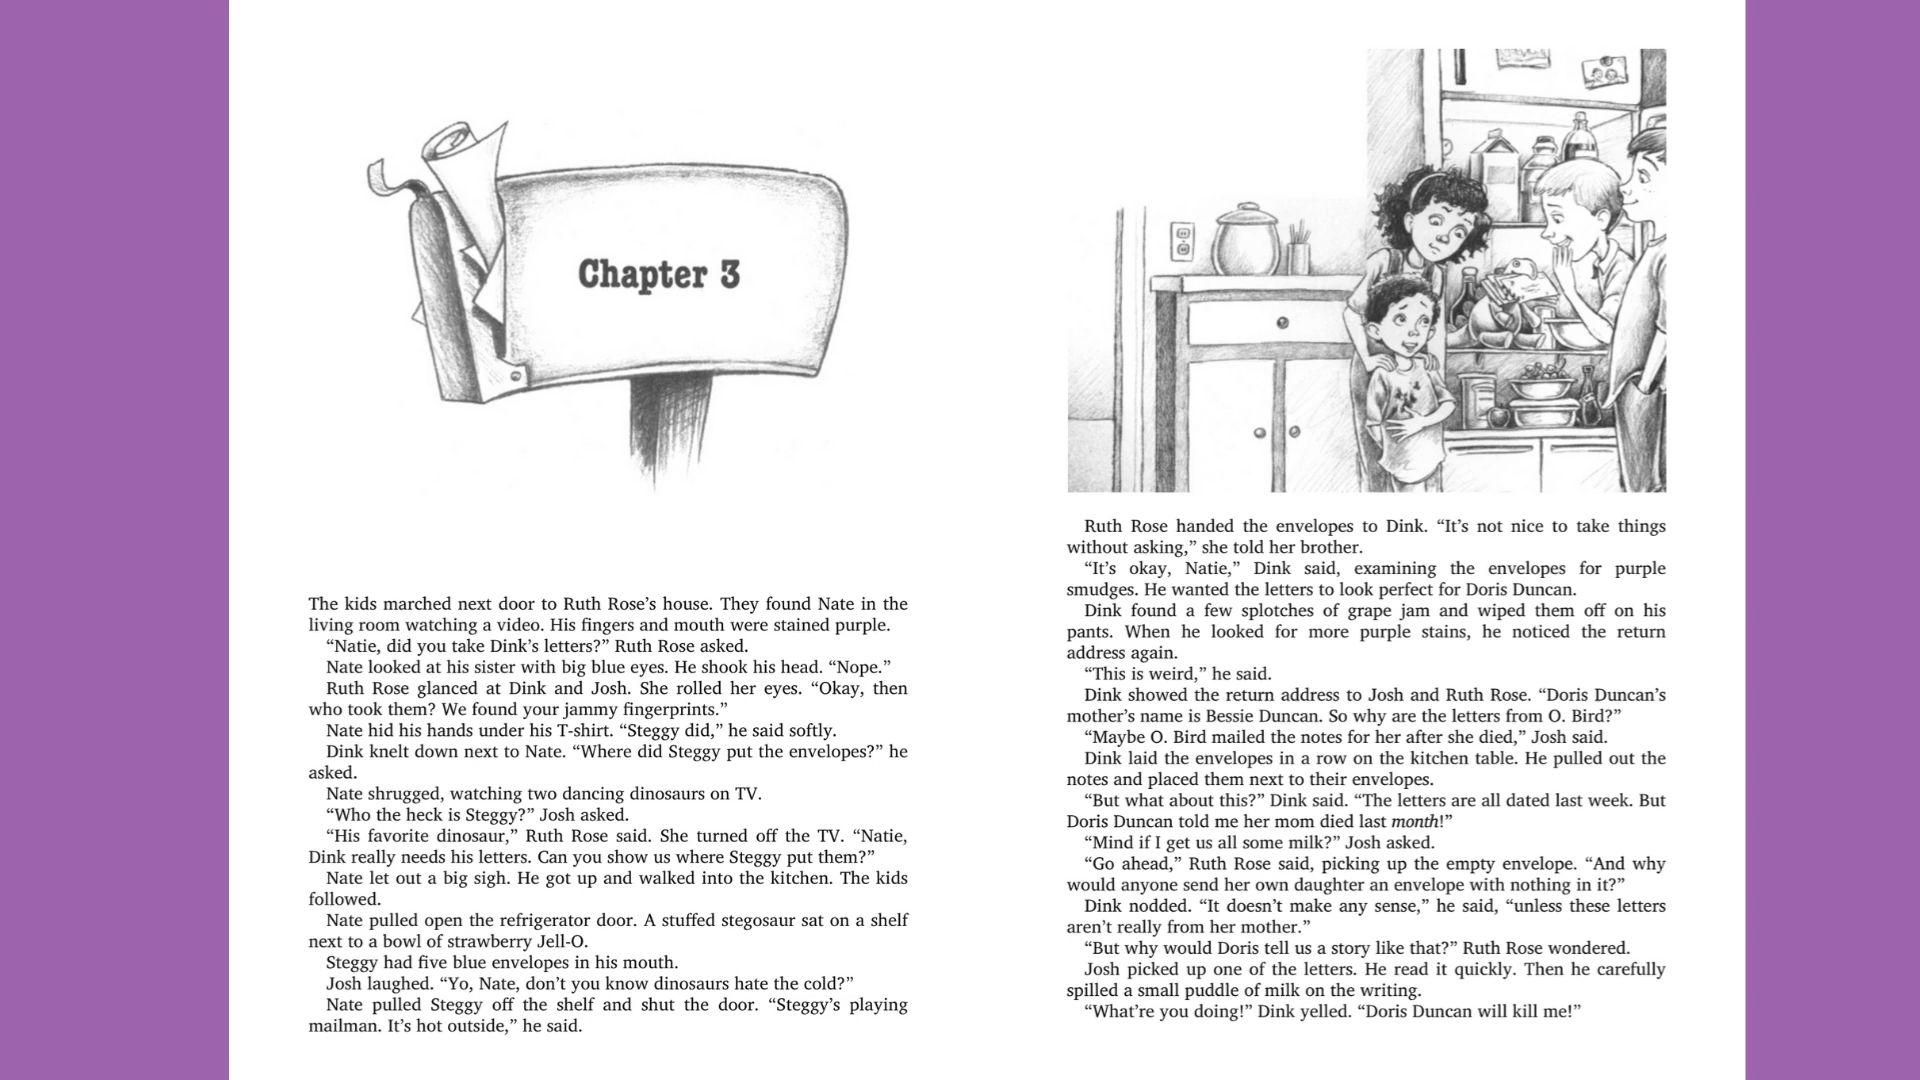 Chapter 3
The kids marched next door to Ruth Rose’s house. They found Nate in the
living room watching a video. His fingers and mouth were stained purple.
“Natie, did you take Dink’s letters?” Ruth Rose asked.
Nate looked at his sister with big blue eyes. He shook his head. “Nope.”
Ruth Rose glanced at Dink and Josh. She rolled her eyes. “Okay, then
who took them? We found your jammy fingerprints.”
Nate hid his hands under his T-shirt. “Steggy did,” he said softly.
Dink knelt down next to Nate. “Where did Steggy put the envelopes?” he
asked.
Nate shrugged, watching two dancing dinosaurs on TV.
“Who the heck is Steggy?” Josh asked.
“His favorite dinosaur,” Ruth Rose said. She turned off the TV. “Natie,
Dink really needs his letters. Can you show us where Steggy put them?”
Nate let out a big sigh. He got up and walked into the kitchen. The kids
followed.
Nate pulled open the refrigerator door. A stuffed stegosaur sat on a shelf
next to a bowl of strawberry Jell-O.
Steggy had five blue envelopes in his mouth.
Josh laughed. “Yo, Nate, don’t you know dinosaurs hate the cold?”
Nate pulled Steggy off the shelf and shut the door. “Steggy’s playing
mailman. It’s hot outside,” he said.
Ruth Rose handed the envelopes to Dink. “It’s not nice to take things
without asking,” she told her brother.
“It’s okay, Natie,” Dink said, examining the envelopes for purple
smudges. He wanted the letters to look perfect for Doris Duncan.
Dink found a few splotches of grape jam and wiped them off on his
pants. When he looked for more purple stains, he noticed the return
address again.
“This is weird,” he said.
Dink showed the return address to Josh and Ruth Rose. “Doris Duncan’s
mother’s name is Bessie Duncan. So why are the letters from O. Bird?”
“Maybe O. Bird mailed the notes for her after she died,” Josh said.
Dink laid the envelopes in a row on the kitchen table. He pulled out the
notes and placed them next to their envelopes.
“But what about this?” Dink said. “The letters are all dated last week. But
Doris Duncan told me her mom died last month!”
“Mind if I get us all some milk?” Josh asked.
“Go ahead,” Ruth Rose said, picking up the empty envelope. “And why
would anyone send her own daughter an envelope with nothing in it?”
Dink nodded. “It doesn’t make any sense,” he said, “unless these letters
aren’t really from her mother.”
“But why would Doris tell us a story like that?” Ruth Rose wondered.
Josh picked up one of the letters. He read it quickly. Then he carefully
spilled a small puddle of milk on the writing.
“What’re you doing!” Dink yelled. “Doris Duncan will kill me!”